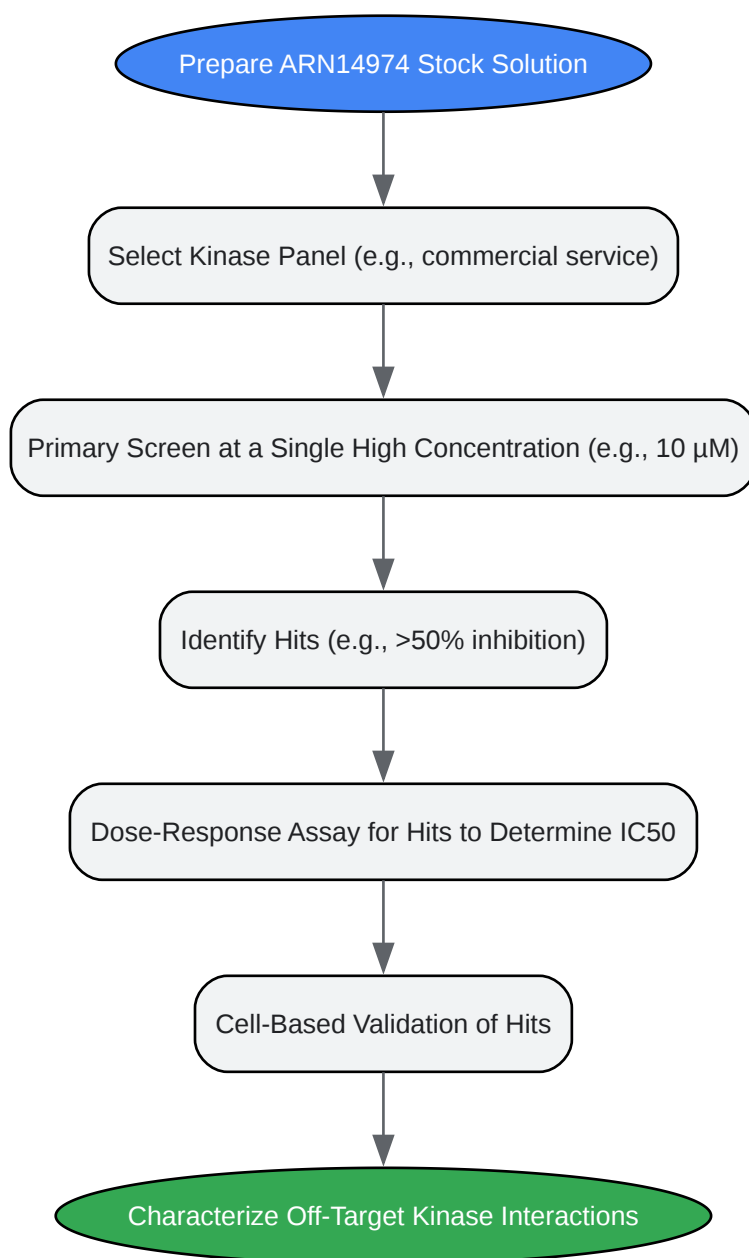 Prepare ARN14974 Stock Solution
Select Kinase Panel (e.g., commercial service)
Primary Screen at a Single High Concentration (e.g., 10 µM)
Identify Hits (e.g., >50% inhibition)
Dose-Response Assay for Hits to Determine IC50
Cell-Based Validation of Hits
Characterize Off-Target Kinase Interactions